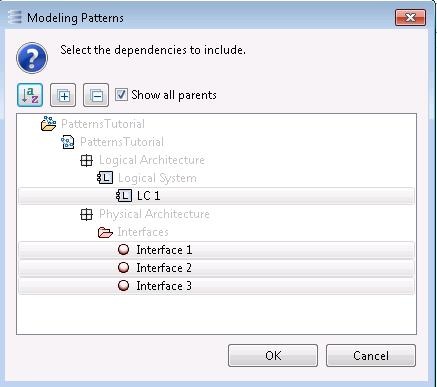 Modeling Patterns
Select the dependencies to include.
Show all parents
PatternsTutorial
PatternsTutorial
Logical Architecture
Logical System
LC 1
Physical Architecture
Interfaces
Interface 1
Interface 2
Interface 3
OK Cancel